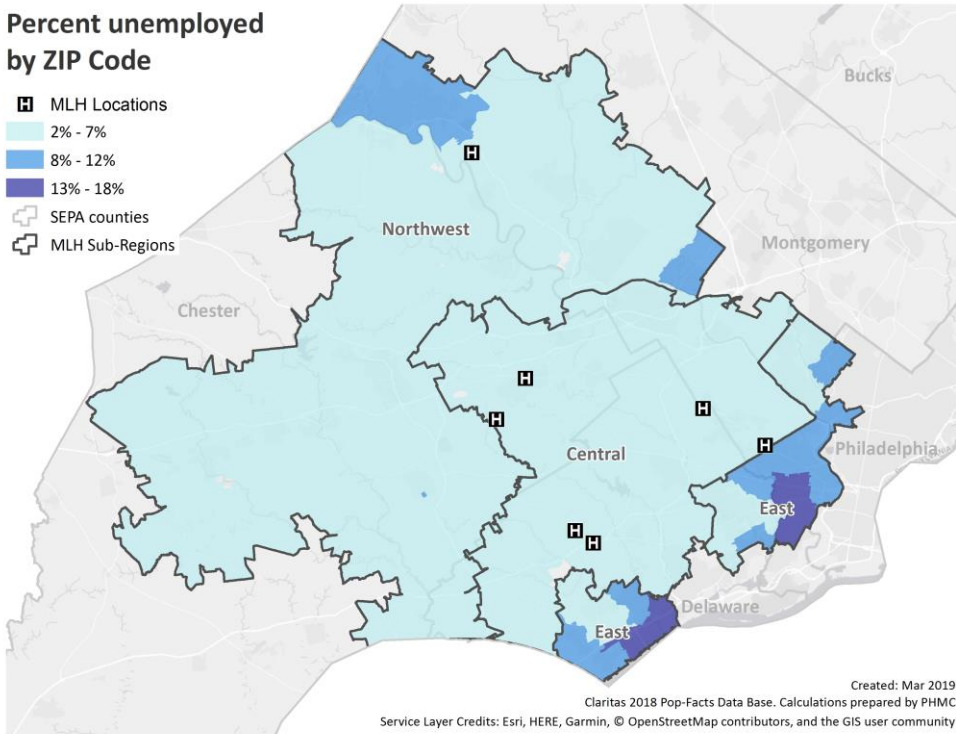 Percent unemployed
by ZIP Code
H MLH Locations
2% - 7%
8% - 12%
13% - 18%
SEPA counties
MLH Sub-Regions
Bucks
H
Northwest
Montgomery
Chester
H
H
H
H
Central
Philadelphia
East
H
H
Delaware
East
Created: Mar 2019
Claritas 2018 Pop-Facts Data Base. Calculations prepared by PHMC
Service Layer Credits: Esri, HERE, Garmin, © OpenStreetMap contributors, and the GIS user community